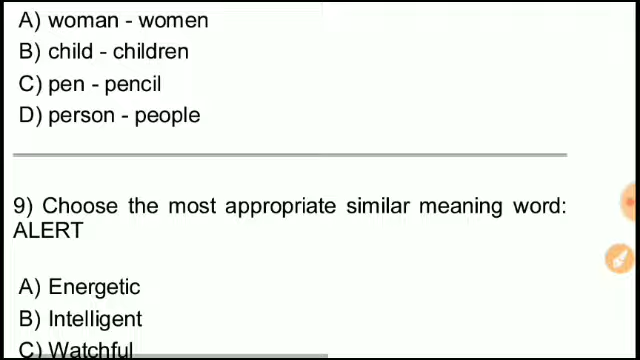 A) woman - women
B) child - children
C) pen - pencil
D) person - people
9) Choose the most appropriate similar meaning word:
ALERT
A) Energetic
B) Intelligent
C) Watchful